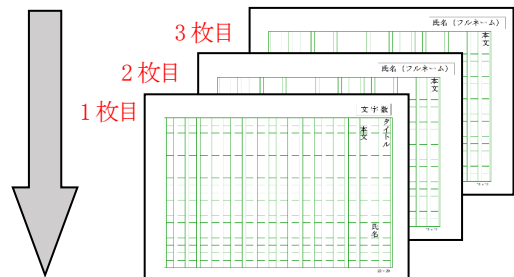 3枚目
氏名（フルネーム）
本文
2枚目
氏名（フルネーム）
本文
1枚目
文字数
タイトル
本文
氏名